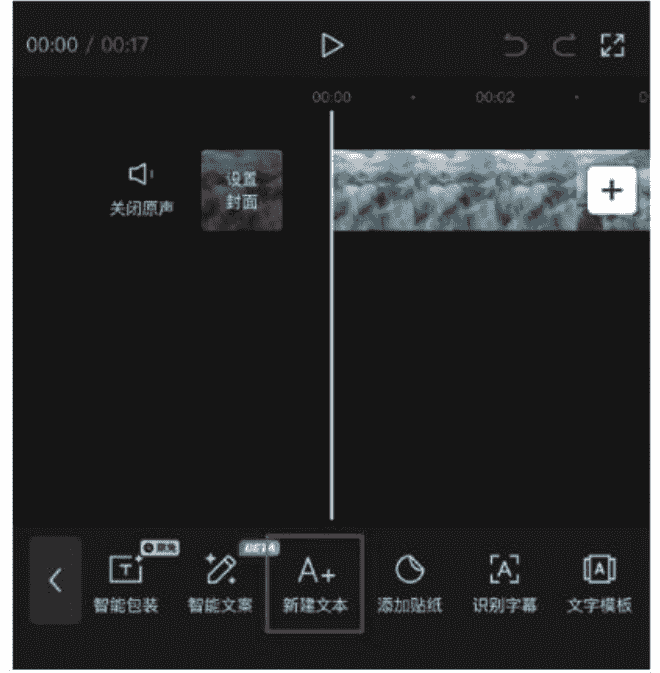 00:00 / 00:17
00:00
00:02
设置
封面
关闭原声
智能包装
智能文案
A+
新建文本
添加贴纸
识别字幕
文字模板